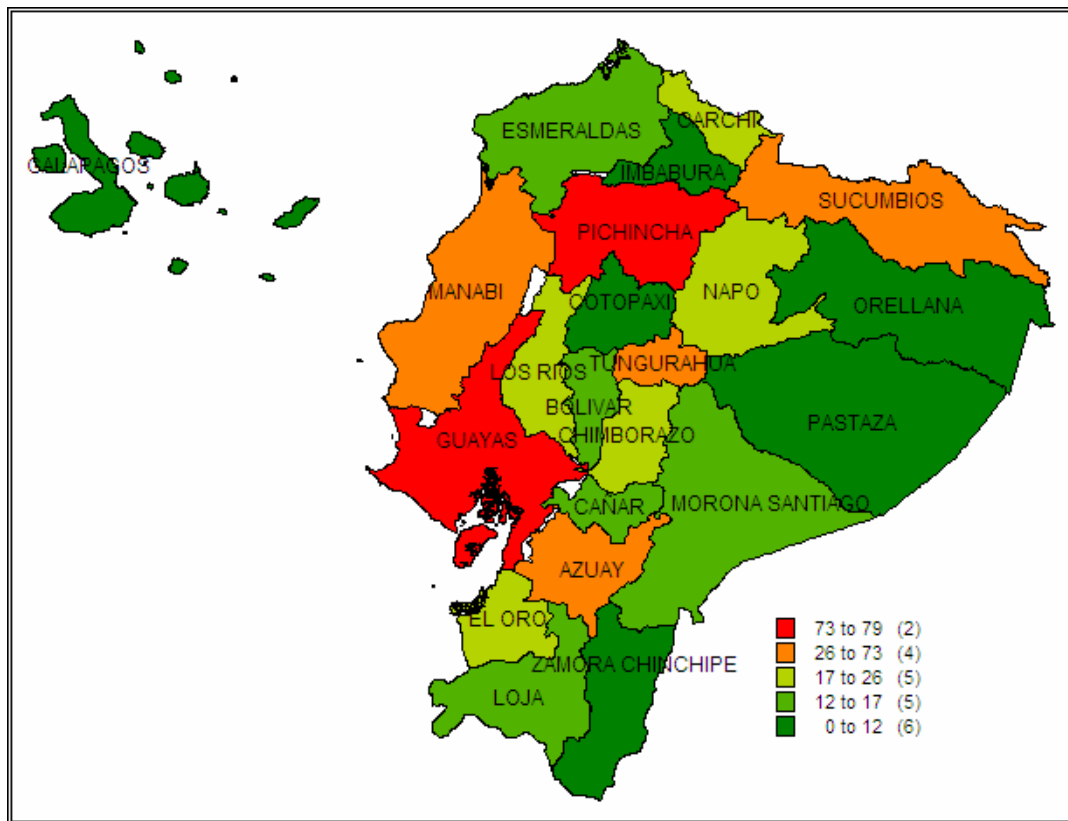 CARCHI
ESMERALDAS
GALAPAGOS
IMBABURA
SUCUMBIOS
PICHINCHA
MANABI
NAPO
COTOPAXI
ORELLANA
TUNGURAHUA
LOS RIOS
BOLIVAR
PASTAZA
CHIMBORAZO
GUAYAS
MORONA SANTIAGO
CAÑAR
AZUAY
EL ORO
ZAMORA CHINCHIPE
LOJA
73 to 79 (2)
26 to 73 (4)
17 to 26 (5)
12 to 17 (5)
0 to 12 (6)